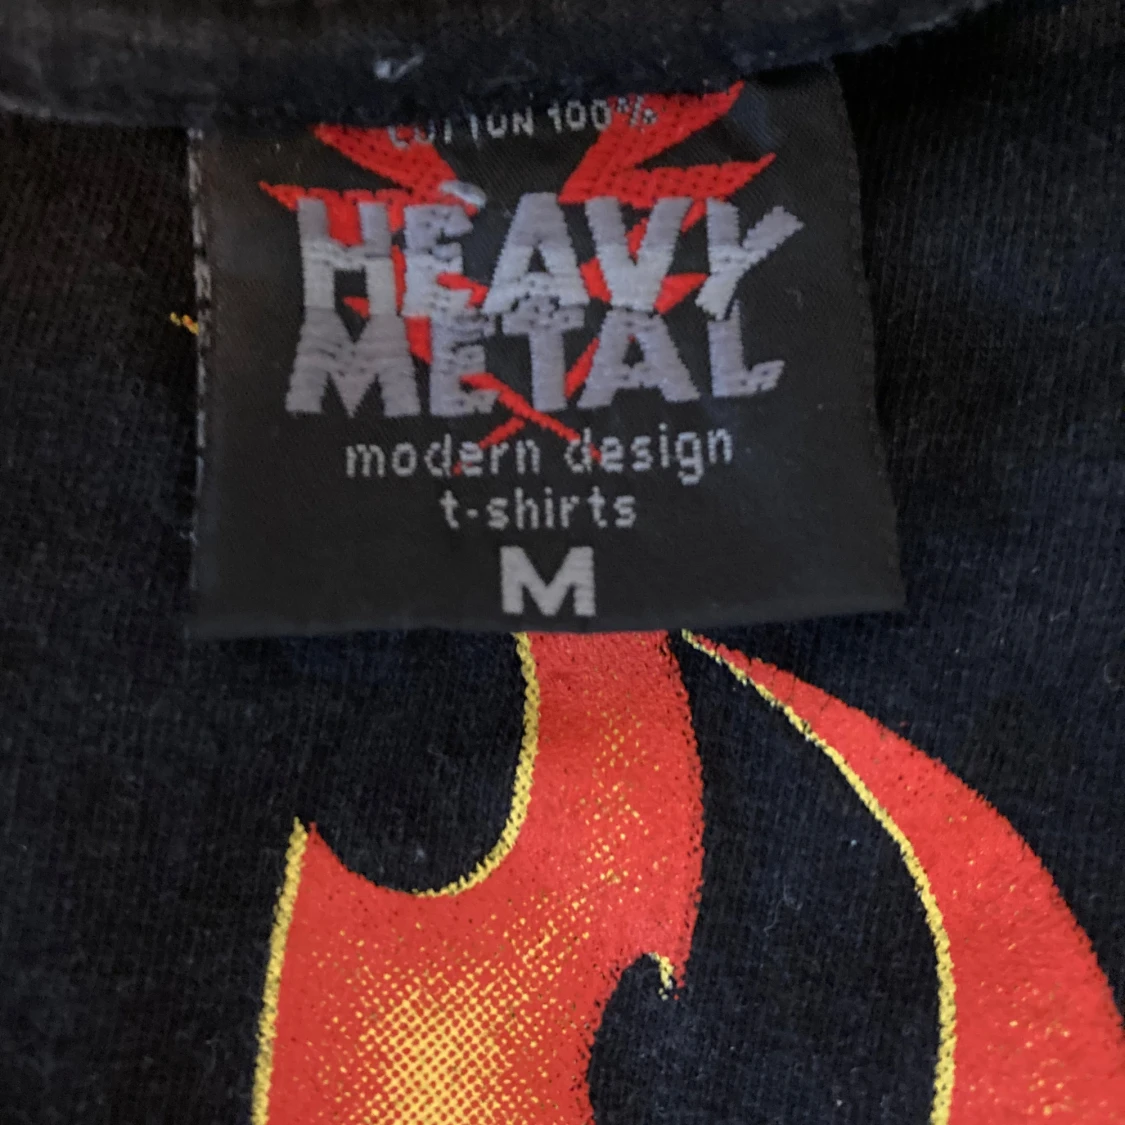 COTTON 100%
HEAVY
METAL
modern design
t-shirts
M